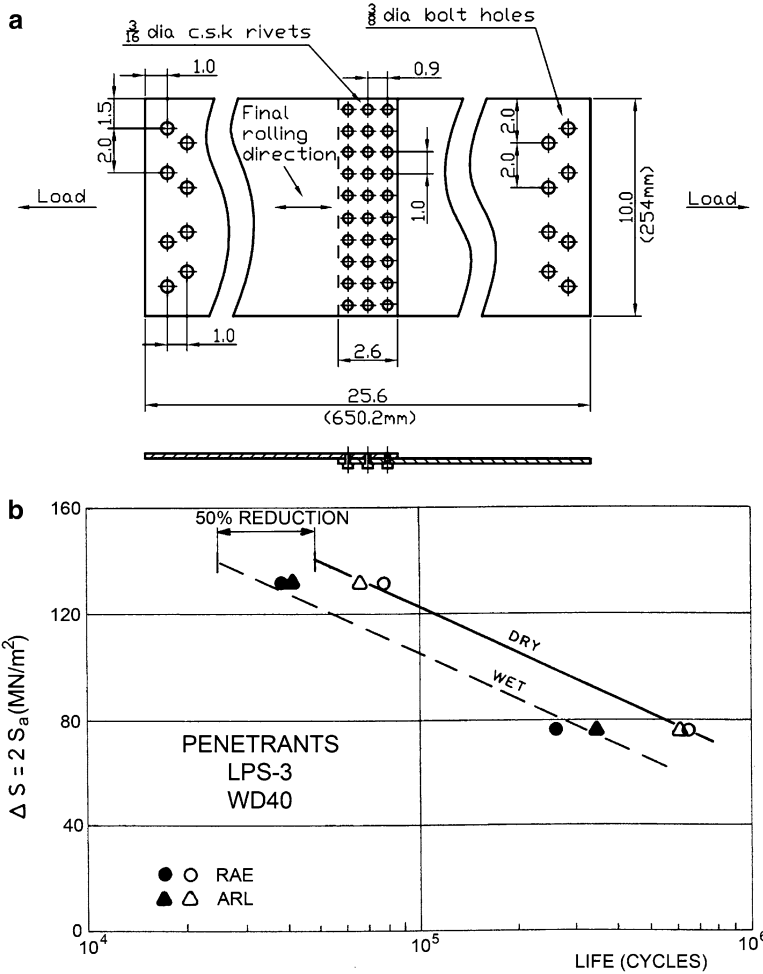 a
3/16 dia c.s.k rivets
3/8 dia bolt holes
1.0
0.9
1.5
2.0
Final
rolling
direction
2.0
2.0
1.0
10.0
(254mm)
Load
Load
1.0
2.6
25.6
(650.2mm)
b
160
50% REDUCTION
120
DRY
WET
80
PENETRANTS
LPS-3
WD40
40
RAE
ARL
0
10⁴
10⁵
10⁶
Δ S = 2 Sₐ (MN/m²)
LIFE (CYCLES)